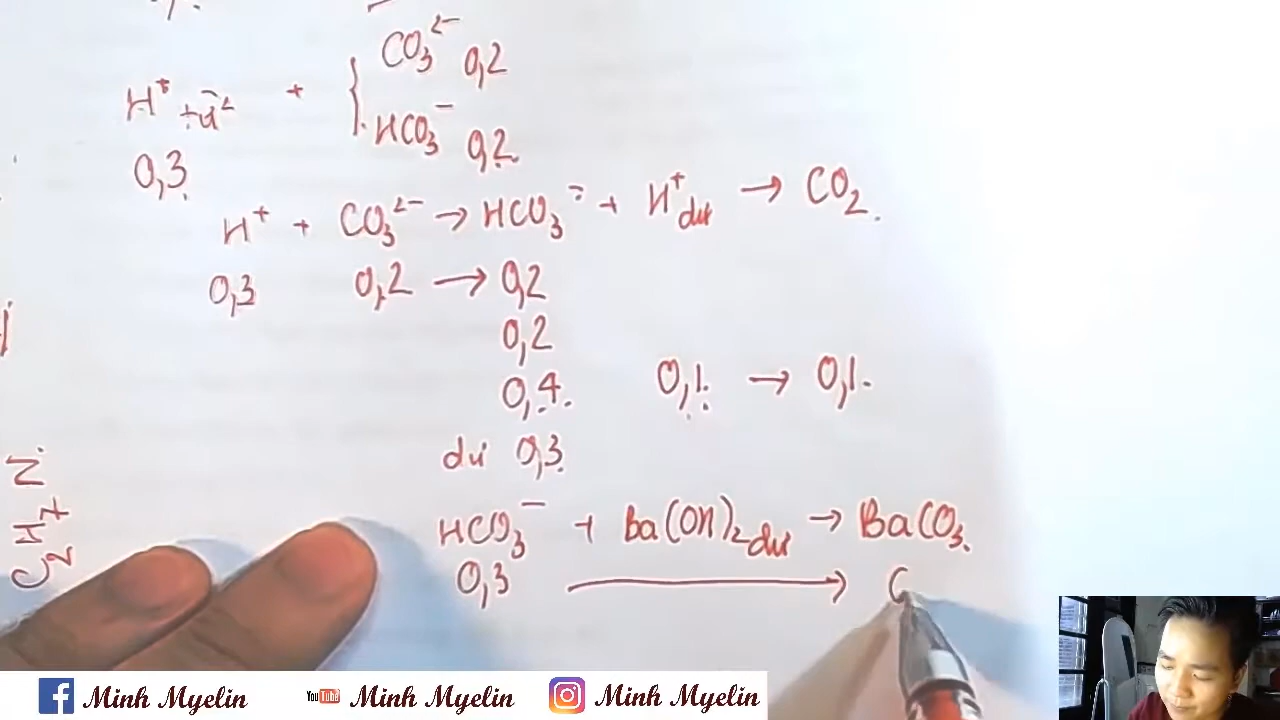 CO₃²⁻ 0,2
H⁺ + {
HCO₃⁻ 0,2
0,3
H⁺ + CO₃²⁻ → HCO₃⁻ + H⁺dư → CO₂
0,3 0,2 → 0,2
0,2
0,4 0,1 → 0,1
dư 0,3
HCO₃⁻ + Ba(OH)₂dư → BaCO₃
0,3 → 0
Minh Myelin YouTube Minh Myelin Minh Myelin